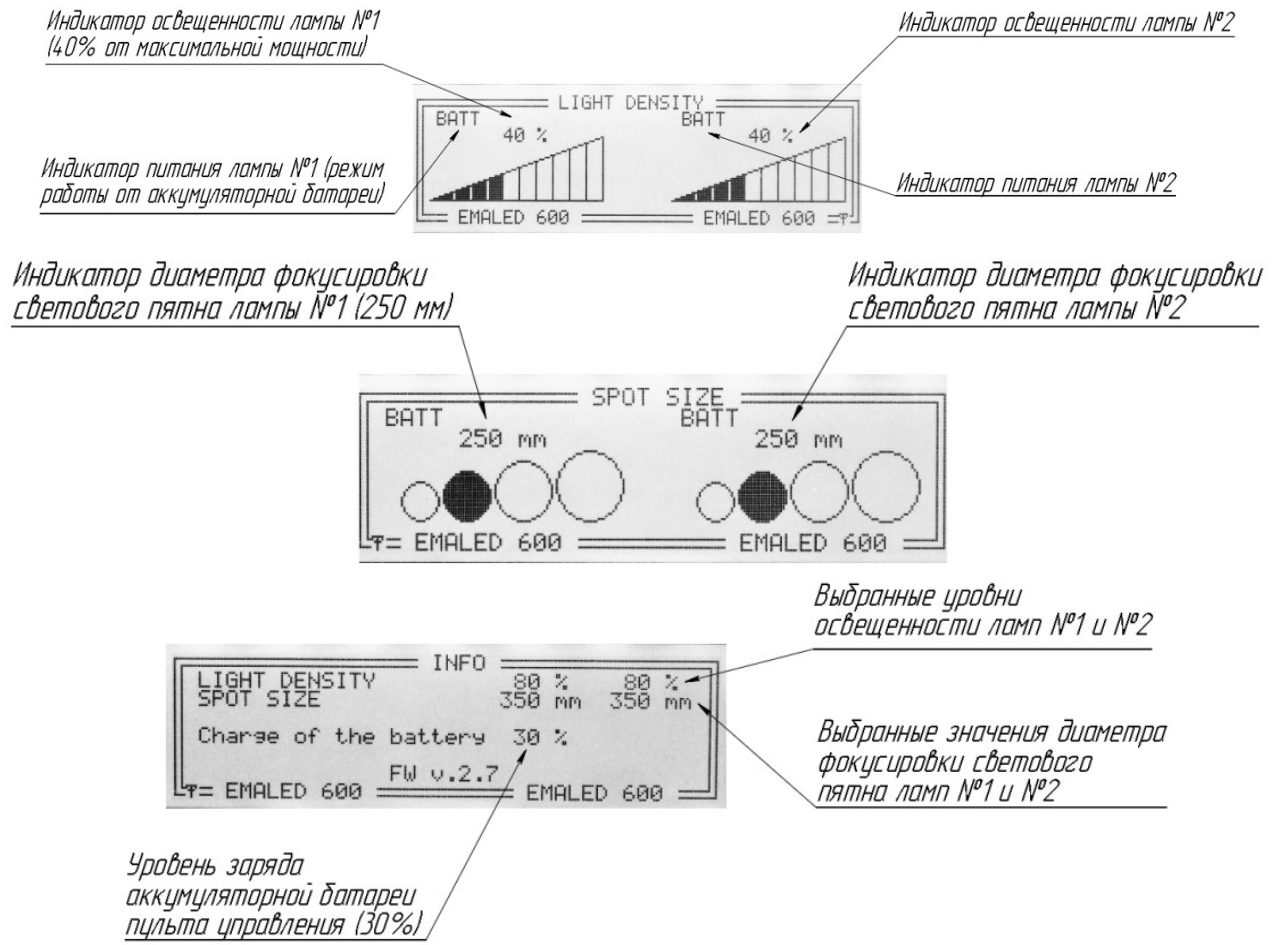 Индикатор освещенности лампы №1
(40% от максимальной мощности)
Индикатор освещенности лампы №2
LIGHT DENSITY
BATT
BATT
40 %
40 %
Индикатор питания лампы №1 (режим
работы от аккумуляторной батареи)
Индикатор питания лампы №2
EMALED 600
EMALED 600
Индикатор диаметра фокусировки
светового пятна лампы №1 (250 мм)
Индикатор диаметра фокусировки
светового пятна лампы №2
SPOT SIZE
BATT
BATT
250 mm
250 mm
EMALED 600
EMALED 600
Выбранные уровни
освещенности ламп №1 и №2
INFO
LIGHT DENSITY 80 % 80 %
SPOT SIZE 350 mm 350 mm
Charge of the battery 30 %
FW v.2.7
EMALED 600
EMALED 600
Выбранные значения диаметра
фокусировки светового
пятна ламп №1 и №2
Уровень заряда
аккумуляторной батареи
пульта управления (30%)